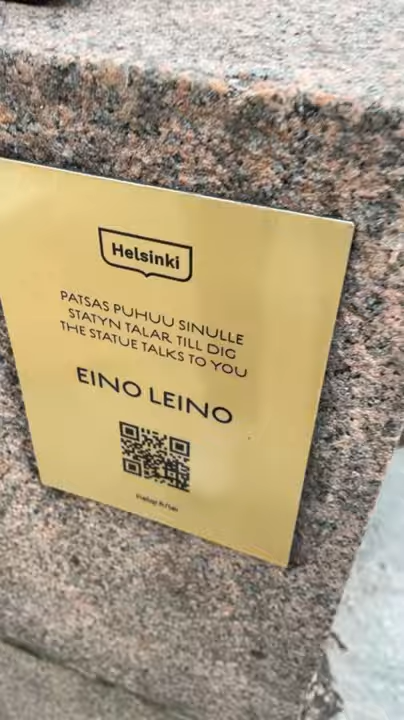 Helsinki
PATSAS PUHUU SINULLE
STATYN TALAR TILL DIG
THE STATUE TALKS TO YOU
EINO LEINO